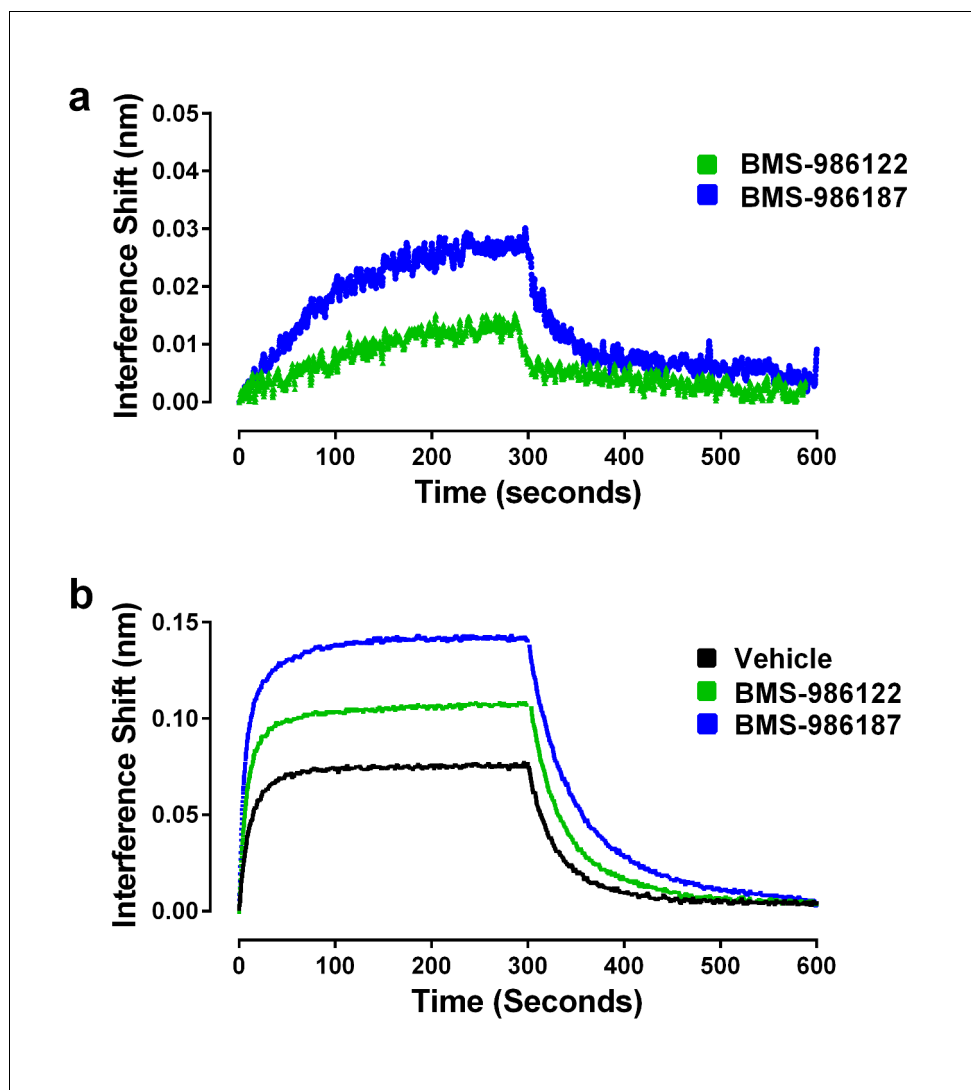 a
Interference Shift (nm)
0.05
0.04
0.03
0.02
0.01
0.00
BMS-986122
BMS-986187
0 100 200 300 400 500 600
Time (seconds)
b
Interference Shift (nm)
0.15
0.10
0.05
0.00
Vehicle
BMS-986122
BMS-986187
0 100 200 300 400 500 600
Time (Seconds)